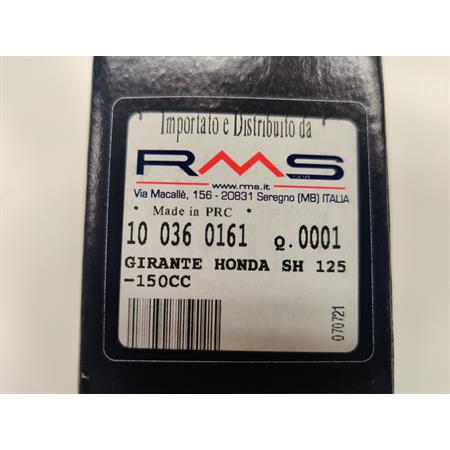 Importato e Distribuito da
RMS
www.rms.it
Via Macallè, 156 - 20831 Seregno (MB) ITALIA
* Made in PRC *
10 036 0161 Q.0001
GIRANTE HONDA SH 125
-150CC
070721